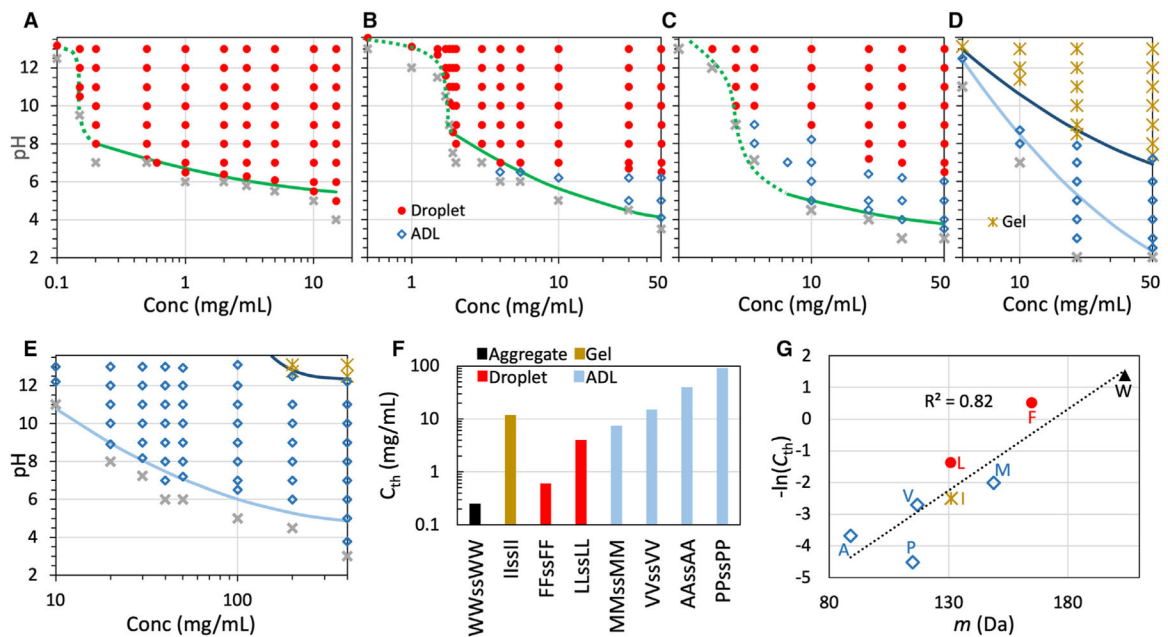 A
B
C
D
pH
12
10
8
6
4
2
0.1
1
10
Conc (mg/mL)
Droplet
ADL
1
10
50
Conc (mg/mL)
10
50
Conc (mg/mL)
Gel
10
50
Conc (mg/mL)
E
pH
12
10
8
6
4
2
10
100
Conc (mg/mL)
F
Aggregate
Gel
Droplet
ADL
Cth (mg/mL)
100
10
1
0.1
WWssWW
IIssII
FFssFF
LLssLL
MMssMM
VVssVV
AAssAA
PPssPP
G
-ln(Cth)
2
1
0
-1
-2
-3
-4
-5
R² = 0.82
W
F
L
M
V
I
A
P
80
130
180
m (Da)